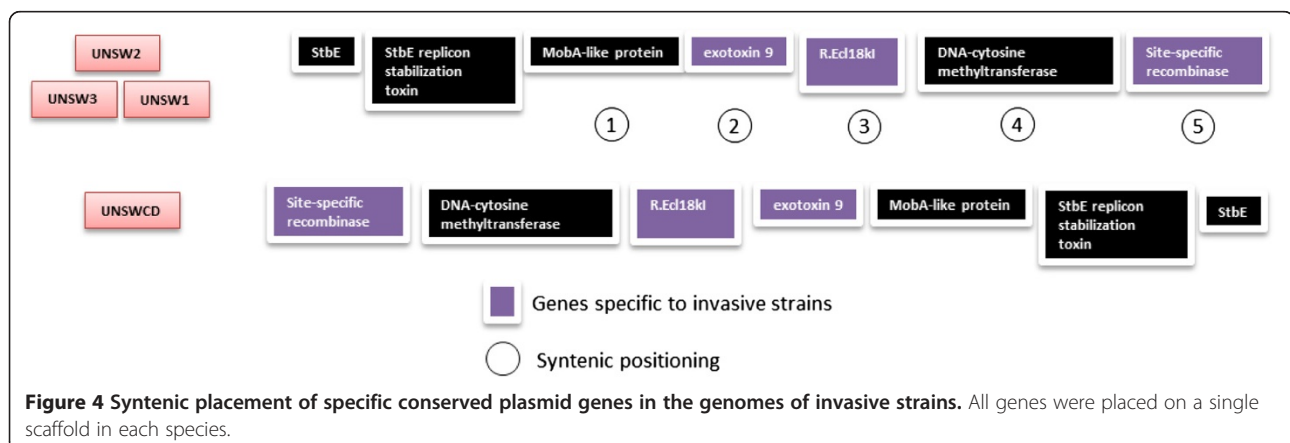 UNSW2
UNSW3
UNSW1
StbE
StbE replicon
stabilization
toxin
MobA-like protein
exotoxin 9
R.Ecl18kI
DNA-cytosine
methyltransferase
Site-specific
recombinase
1
2
3
4
5
UNSWCD
Site-specific
recombinase
DNA-cytosine
methyltransferase
R.Ecl18kI
exotoxin 9
MobA-like protein
StbE replicon
stabilization
toxin
StbE
Genes specific to invasive strains
Syntenic positioning
Figure 4 Syntenic placement of specific conserved plasmid genes in the genomes of invasive strains. All genes were placed on a single
scaffold in each species.